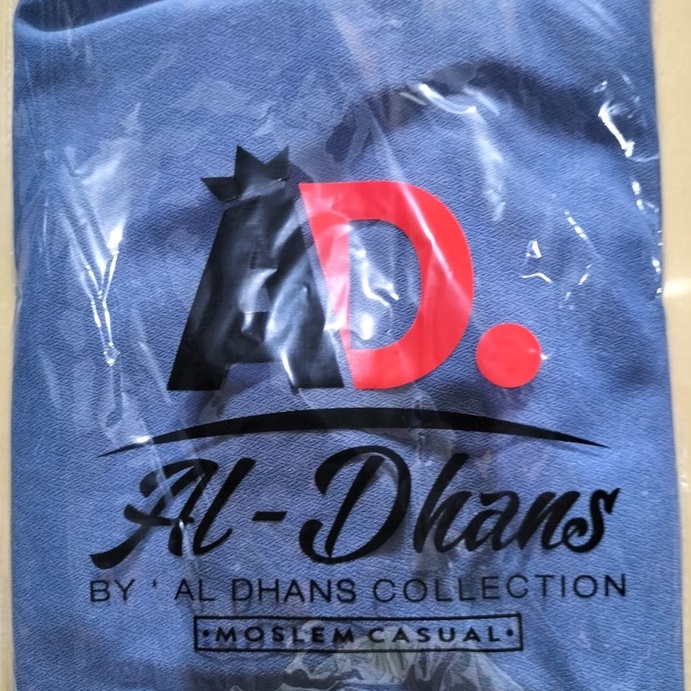 AD.
Al-Dhans
BY ' AL DHANS COLLECTION
·MOSLEM CASUAL·